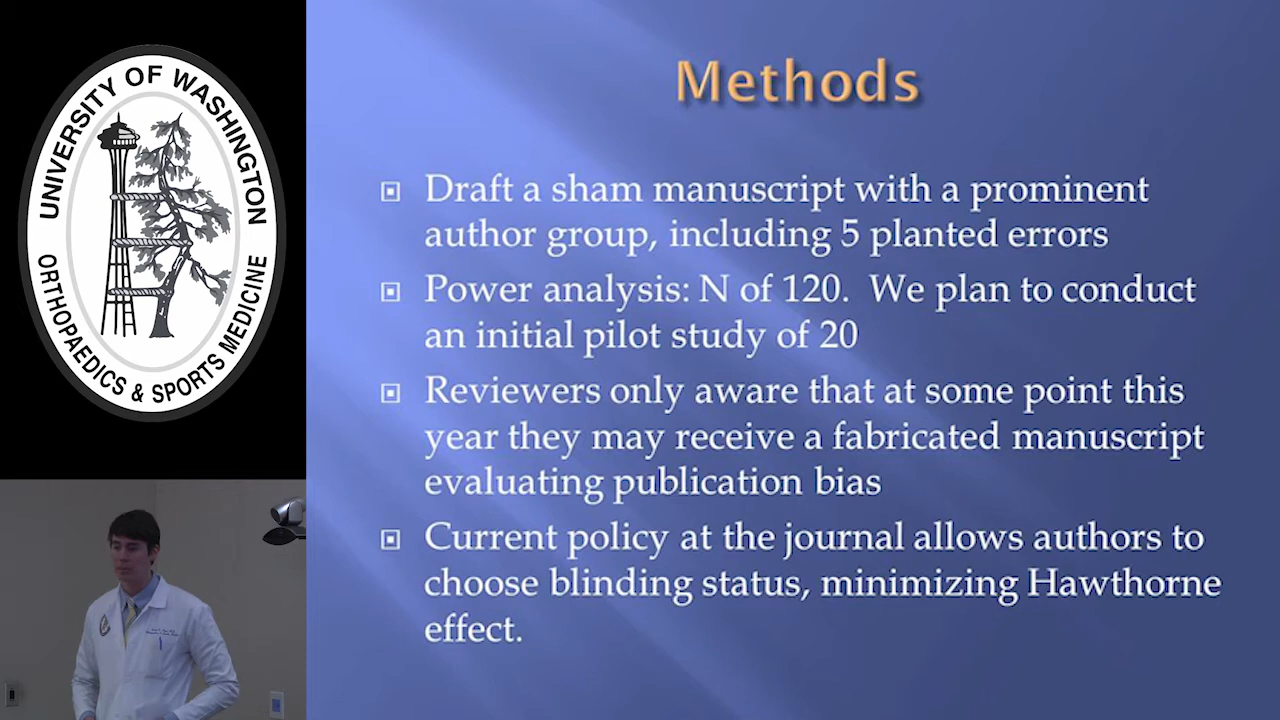 UNIVERSITY OF WASHINGTON
ORTHOPAEDICS & SPORTS MEDICINE
Methods
Draft a sham manuscript with a prominent
author group, including 5 planted errors
Power analysis: N of 120. We plan to conduct
an initial pilot study of 20
Reviewers only aware that at some point this
year they may receive a fabricated manuscript
evaluating publication bias
Current policy at the journal allows authors to
choose blinding status, minimizing Hawthorne
effect.